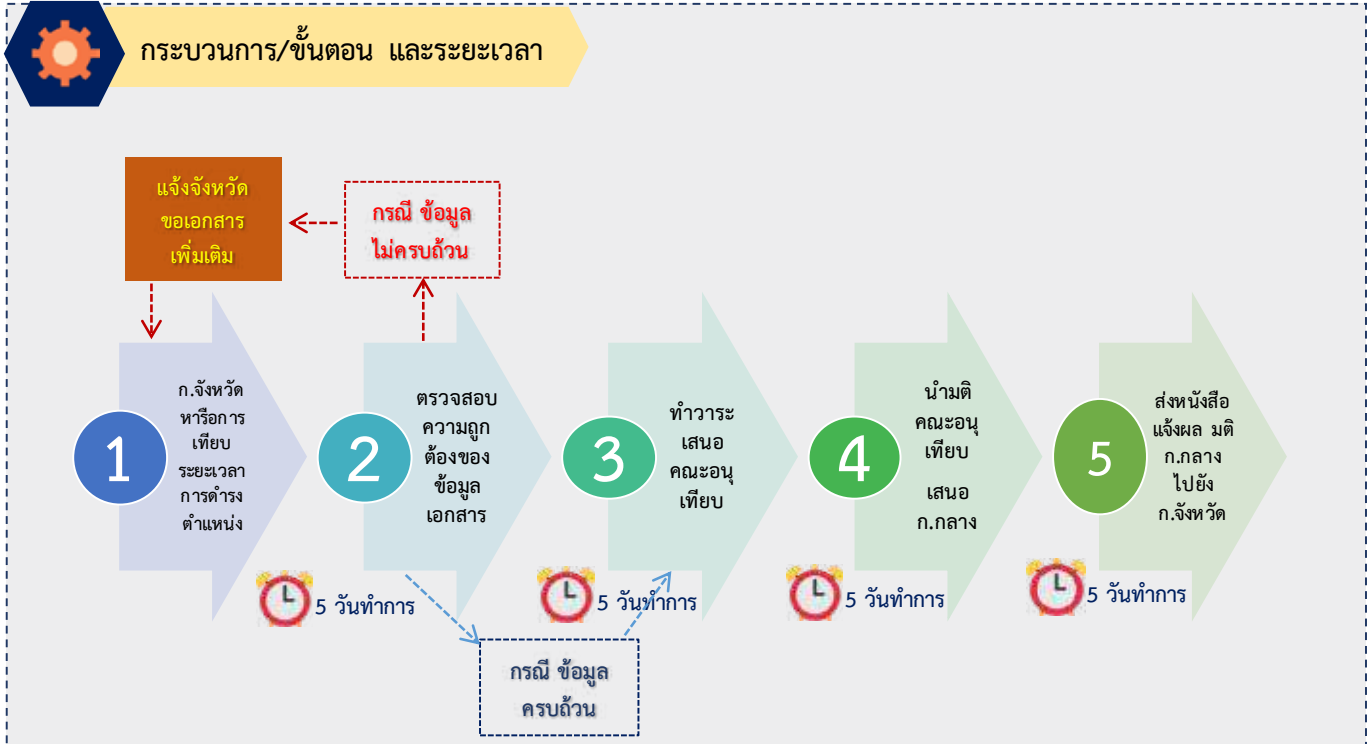 กระบวนการ/ขั้นตอน และระยะเวลา
แจ้งจังหวัด
ขอเอกสาร
เพิ่มเติม
กรณี ข้อมูล
ไม่ครบถ้วน
1
ก.จังหวัด
หารือการ
เทียบ
ระยะเวลา
การดำรง
ตำแหน่ง
2
ตรวจสอบ
ความถูก
ต้องของ
ข้อมูล
เอกสาร
3
ทำวาระ
เสนอ
คณะอนุ
เทียบ
4
นำมติ
คณะอนุ
เทียบ
เสนอ
ก.กลาง
5
ส่งหนังสือ
แจ้งผล มติ
ก.กลาง
ไปยัง
ก.จังหวัด
5 วันทำการ
5 วันทำการ
5 วันทำการ
5 วันทำการ
กรณี ข้อมูล
ครบถ้วน